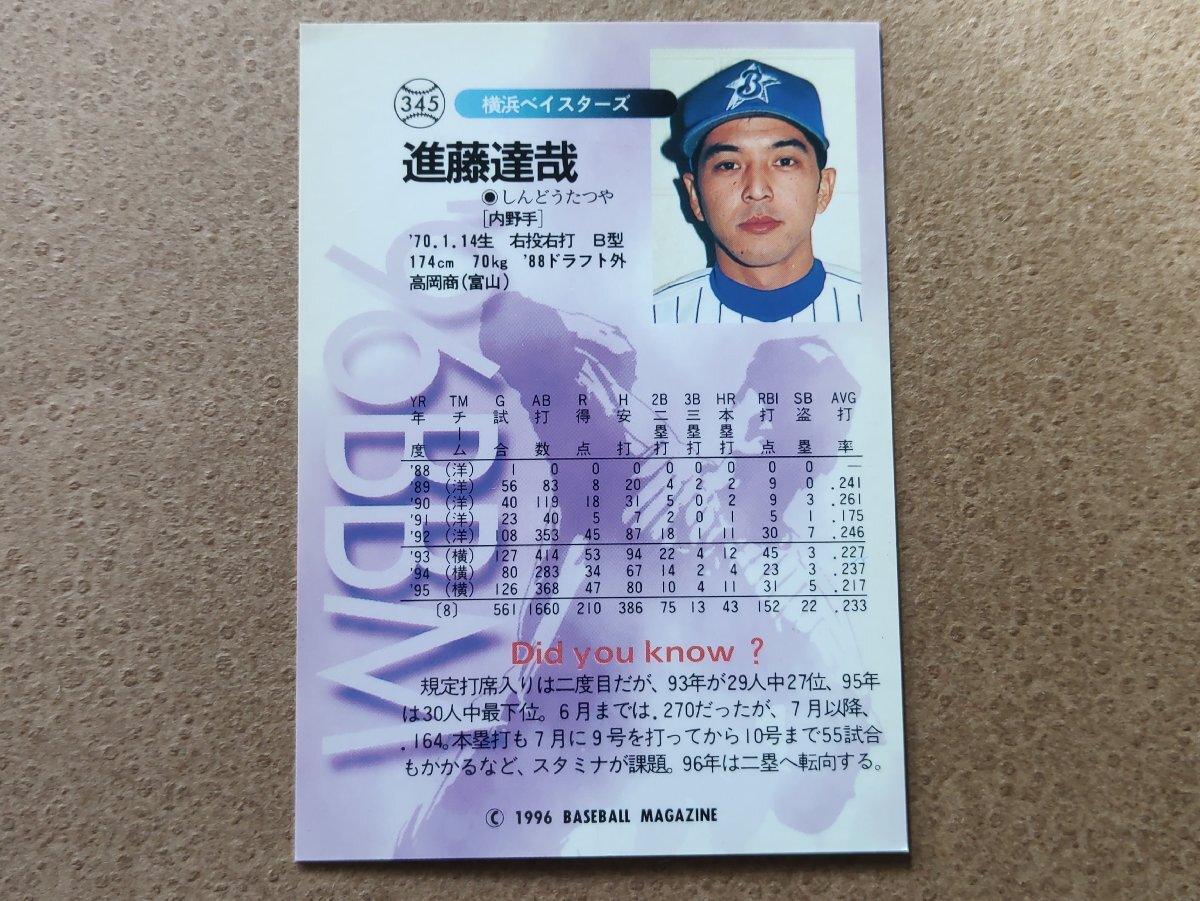 345 横浜ベイスターズ
進藤達哉
●しんどうたつや
[内野手]
'70.1.14生 右投右打 B型
174cm 70kg '88ドラフト外
高岡商(富山)
B
'96BBM
YR TM G AB R H 2B 3B HR RBI SB AVG
年度 チーム 試合 打数 得点 安打 二塁打 三塁打 本塁打 打点 盗塁 打率
'88 (洋) 1 0 0 0 0 0 0 0 0 —
'89 (洋) 56 83 8 20 4 2 2 9 0 .241
'90 (洋) 40 119 18 31 5 0 2 9 3 .261
'91 (洋) 23 40 5 7 2 0 1 5 1 .175
'92 (洋) 108 353 45 87 18 1 11 30 7 .246
'93 (横) 127 414 53 94 22 4 12 45 3 .227
'94 (横) 80 283 34 67 14 2 4 23 3 .237
'95 (横) 126 368 47 80 10 4 11 31 5 .217
〔8〕 561 1660 210 386 75 13 43 152 22 .233
Did you know ?
規定打席入りは二度目だが、93年が29人中27位、95年
は30人中最下位。6月までは.270だったが、7月以降、
.164。本塁打も7月に9号を打ってから10号まで55試合
もかかるなど、スタミナが課題。96年は二塁へ転向する。
© 1996 BASEBALL MAGAZINE